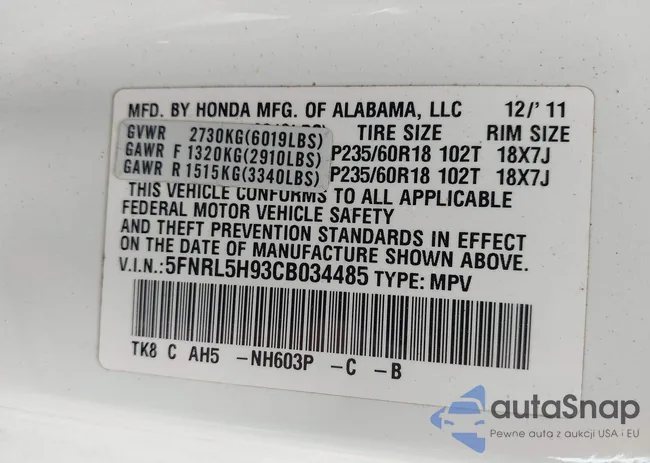 MFD. BY HONDA MFG. OF ALABAMA, LLC 12/' 11
GVWR 2730KG(6019LBS) TIRE SIZE RIM SIZE
GAWR F 1320KG(2910LBS) P235/60R18 102T 18X7J
GAWR R 1515KG(3340LBS) P235/60R18 102T 18X7J
THIS VEHICLE CONFORMS TO ALL APPLICABLE
FEDERAL MOTOR VEHICLE SAFETY
AND THEFT PREVENTION STANDARDS IN EFFECT
ON THE DATE OF MANUFACTURE SHOWN ABOVE.
V.I.N.:5FNRL5H93CB034485 TYPE: MPV
TK8 C AH5 -NH603P -C -B
autaSnap
Pewne auta z aukcji USA i EU